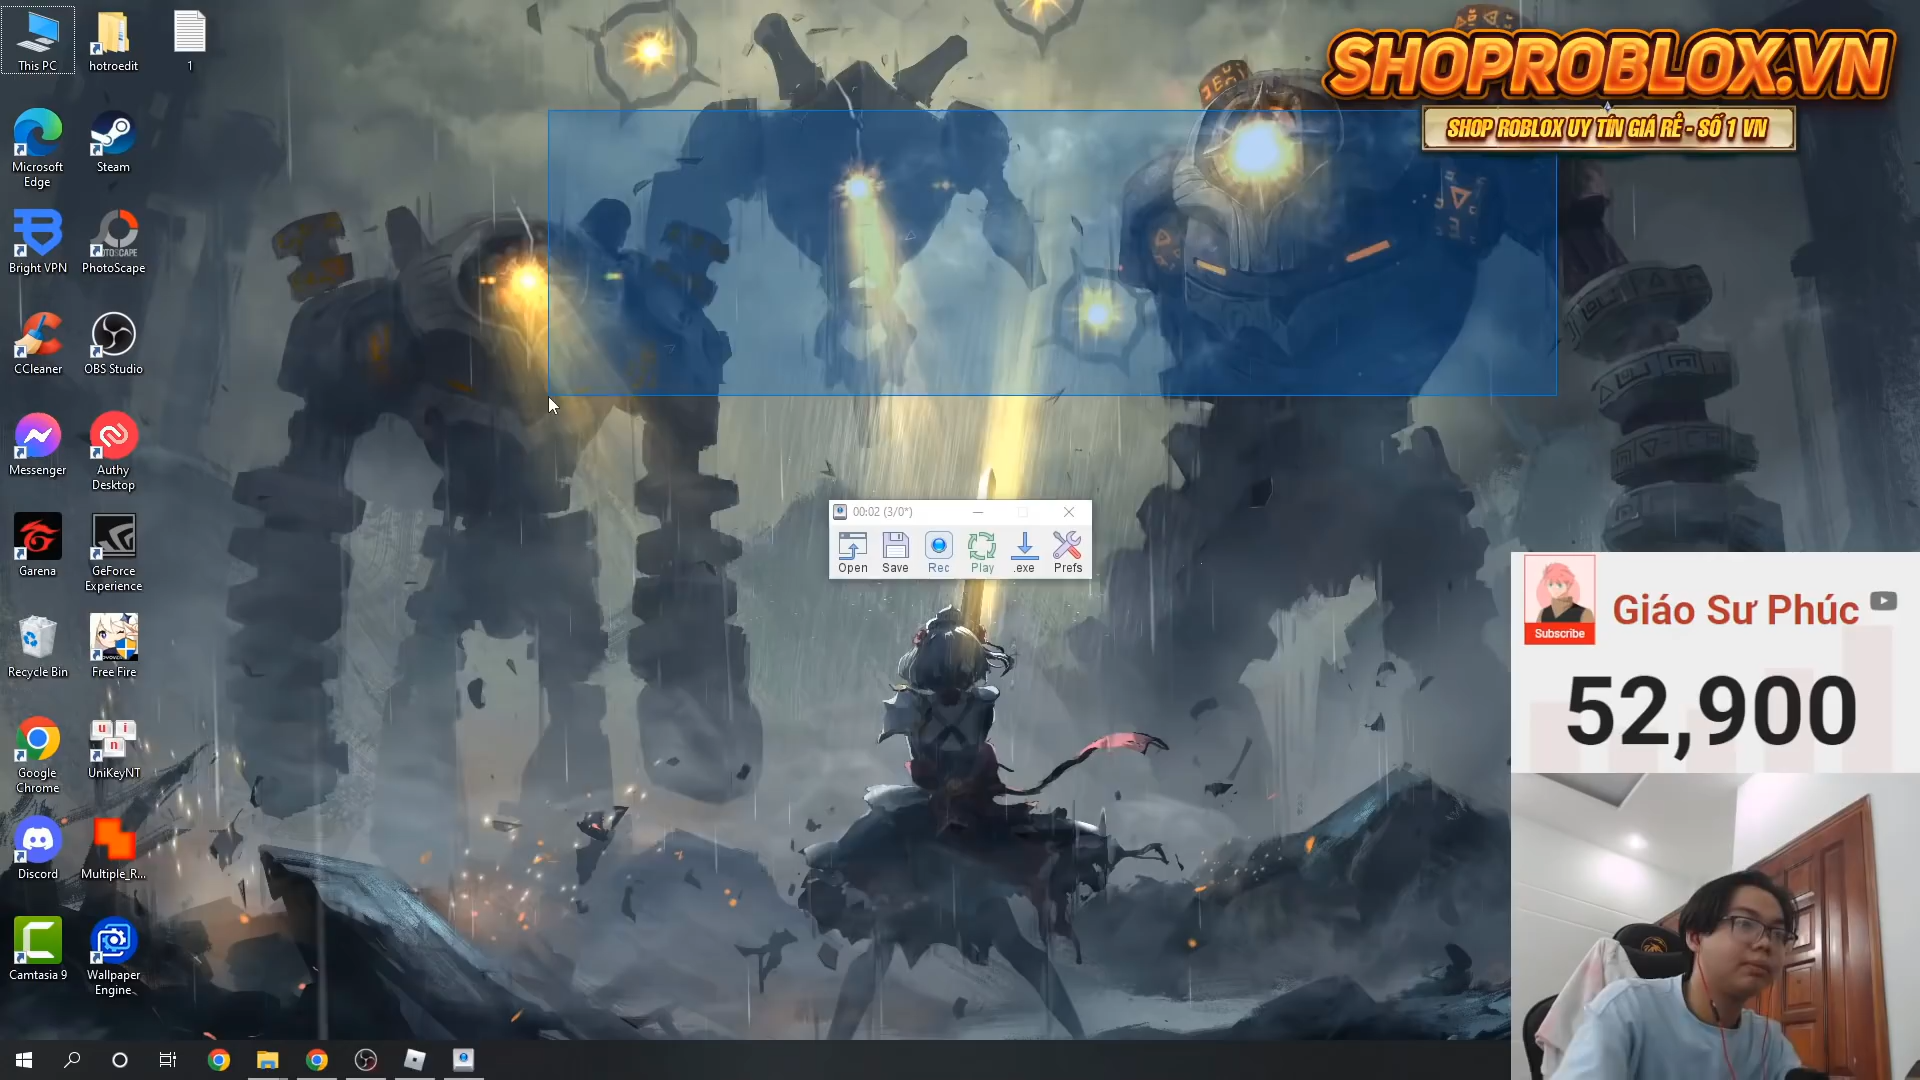 This PC
hotroedit
1
Microsoft
Edge
Steam
Bright VPN
PhotoScape
CCleaner
OBS Studio
Messenger
Authy
Desktop
Garena
GeForce
Experience
Recycle Bin
Free Fire
Google
Chrome
UniKeyNT
Discord
Multiple_R...
Camtasia 9
Wallpaper
Engine
SHOPROBLOX.VN
SHOP ROBLOX UY TÍN GIÁ RẺ - SỐ 1 VN
00:02 (3/0*)
Open
Save
Rec
Play
.exe
Prefs
Subscribe
Giáo Sư Phúc
52,900